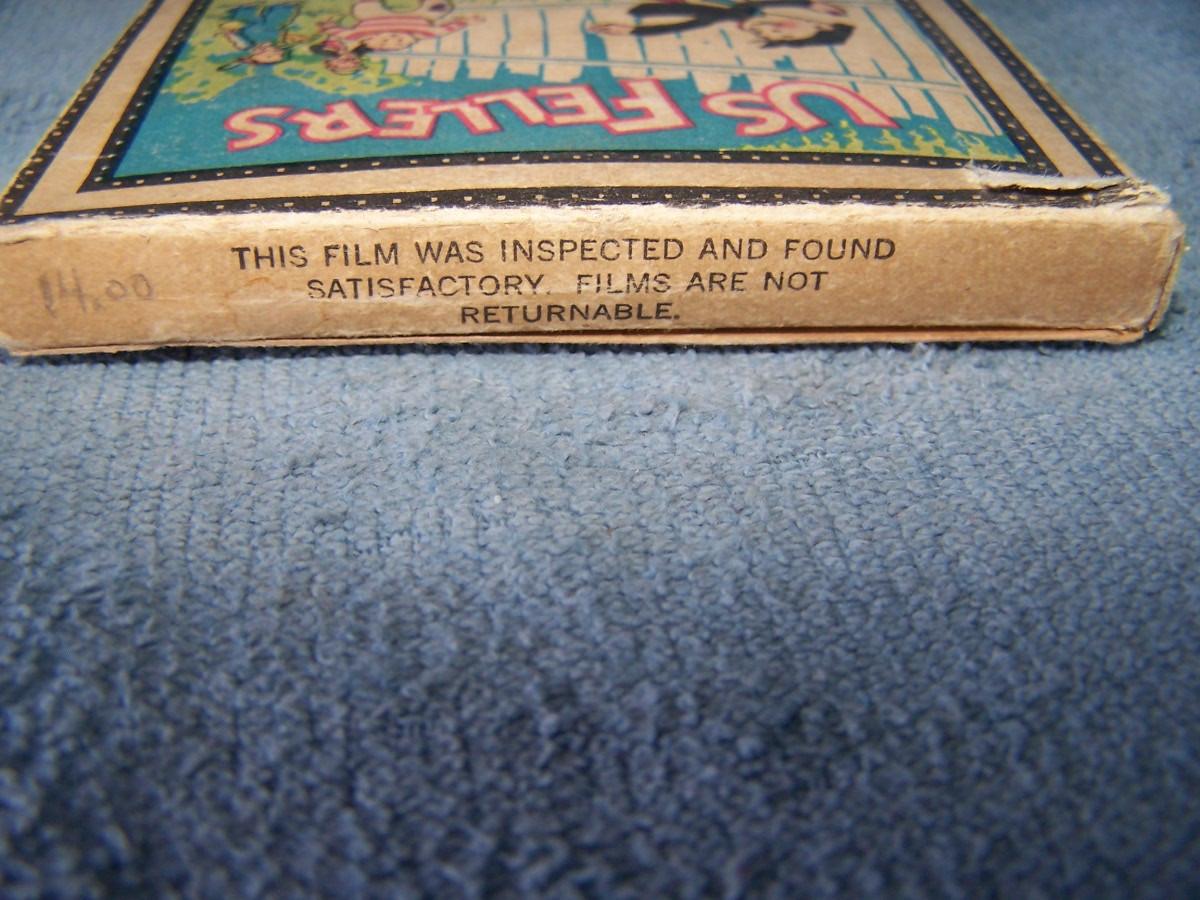 US FELLERS
THIS FILM WAS INSPECTED AND FOUND
SATISFACTORY. FILMS ARE NOT
RETURNABLE.
14.00